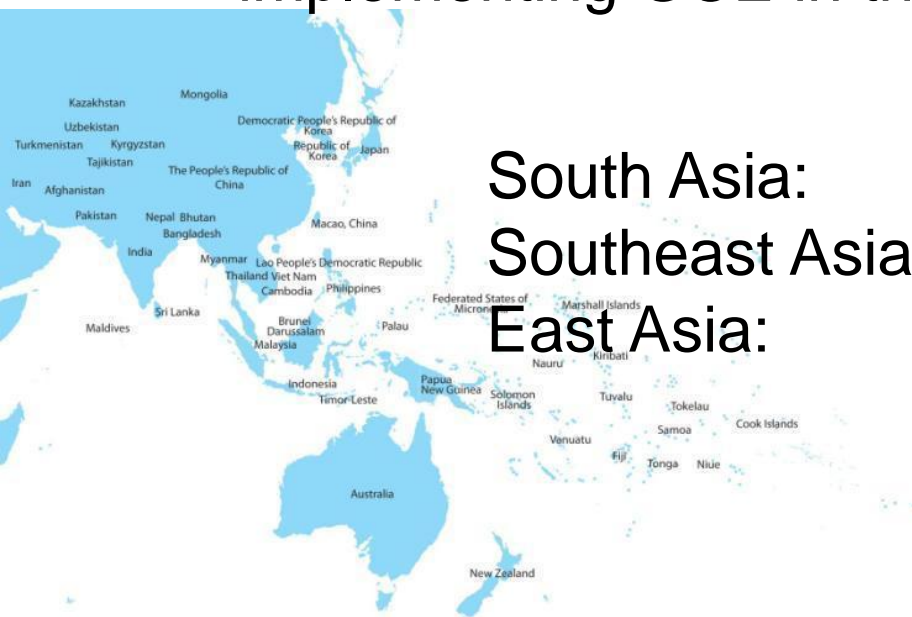 Implementing CSE in th
Kazakhstan
Mongolia
Uzbekistan
Democratic People's Republic of
Korea
Turkmenistan
Kyrgyzstan
Republic of
Korea
Japan
Tajikistan
The People's Republic of
China
Iran
Afghanistan
Pakistan
Nepal Bhutan
Bangladesh
Macao, China
India
Myanmar
Lao People's Democratic Republic
Thailand Viet Nam
Cambodia
Philippines
Sri Lanka
Maldives
Brunei
Darussalam
Malaysia
Palau
Federated States of
Marshall Islands
Nauru
Kiribati
Indonesia
Timor-Leste
Papua
New Guinea
Solomon
Islands
Tuvalu
Tokelau
Samoa
Cook Islands
Venuatu
Fiji
Tonga
Niue
Australia
New Zealand
South Asia:
Southeast Asia
East Asia: